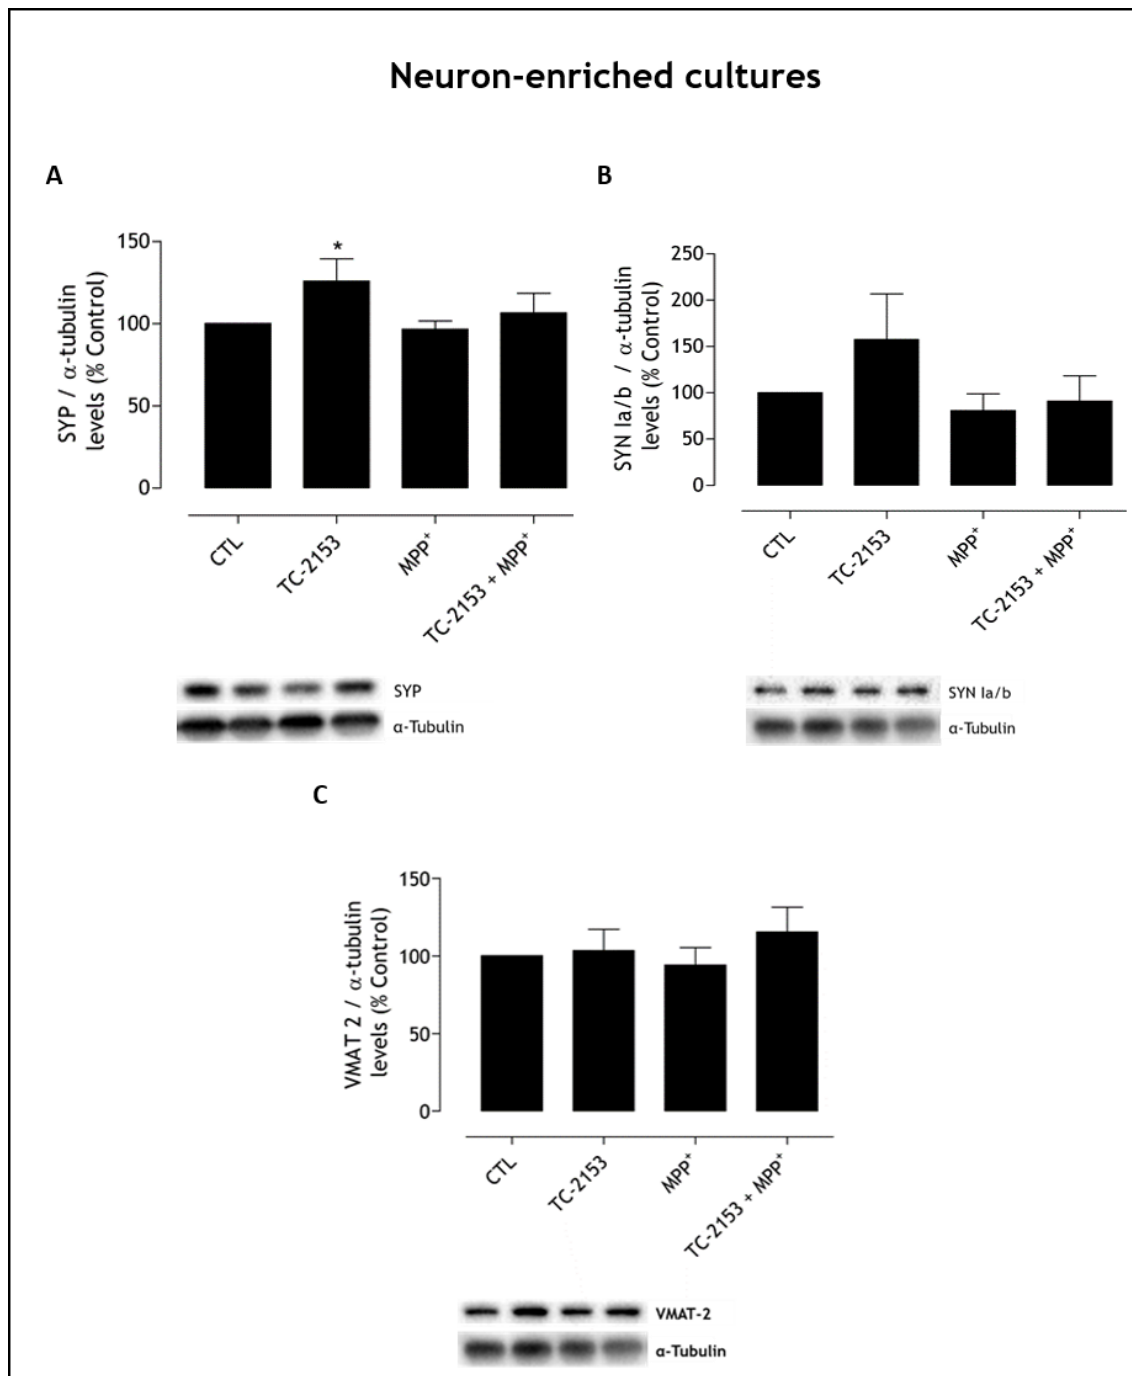 Neuron-enriched cultures
A
SYP / α-tubulin
levels (% Control)
150
100
50
0
*
CTL
TC-2153
MPP⁺
TC-2153 + MPP⁺
SYP
α-Tubulin
B
SYN Ia/b / α-tubulin
levels (% Control)
250
200
150
100
50
0
CTL
TC-2153
MPP⁺
TC-2153 + MPP⁺
SYN Ia/b
α-Tubulin
C
VMAT 2 / α-tubulin
levels (% Control)
150
100
50
0
CTL
TC-2153
MPP⁺
TC-2153 + MPP⁺
VMAT-2
α-Tubulin